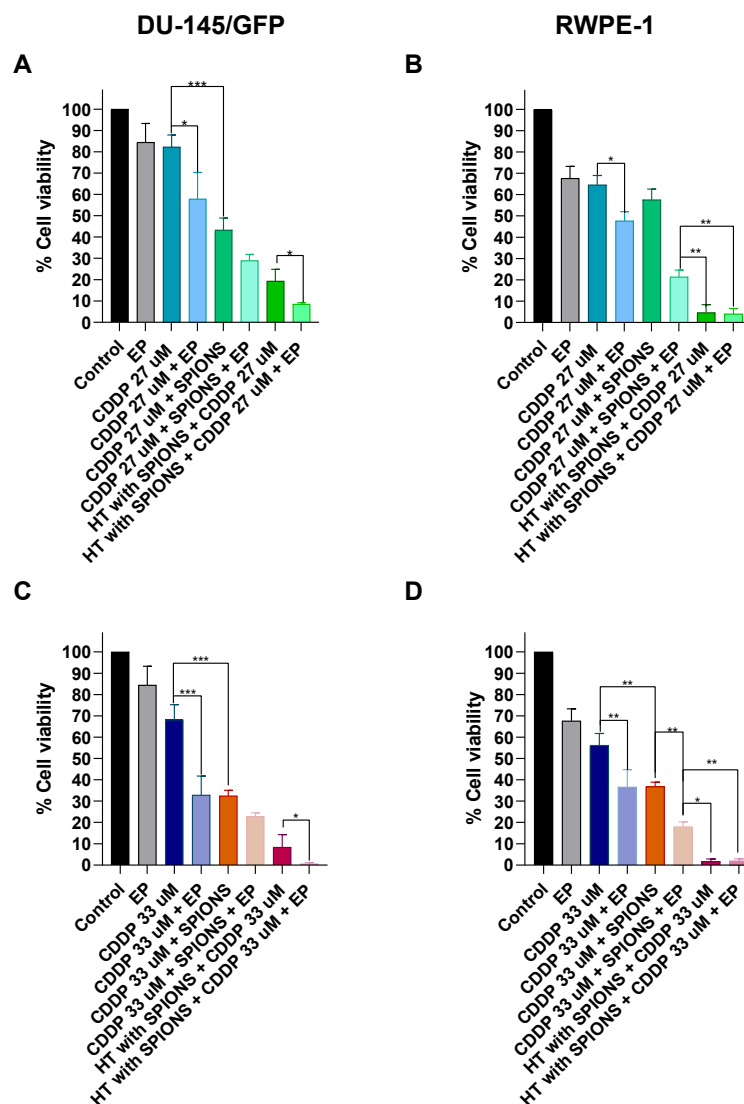 DU-145/GFP
RWPE-1
A
% Cell viability
100
90
80
70
60
50
40
30
20
10
0
***
*
*
Control
EP
CDDP 27 uM
CDDP 27 uM + EP
CDDP 27 uM + SPIONS
CDDP 27 uM + SPIONS + EP
HT with SPIONS + CDDP 27 uM
HT with SPIONS + CDDP 27 uM + EP
B
% Cell viability
100
90
80
70
60
50
40
30
20
10
0
*
**
**
Control
EP
CDDP 27 uM
CDDP 27 uM + EP
CDDP 27 uM + SPIONS
CDDP 27 uM + SPIONS + EP
HT with SPIONS + CDDP 27 uM
HT with SPIONS + CDDP 27 uM + EP
C
% Cell viability
100
90
80
70
60
50
40
30
20
10
0
***
***
*
Control
EP
CDDP 33 uM
CDDP 33 uM + EP
CDDP 33 uM + SPIONS
CDDP 33 uM + SPIONS + EP
HT with SPIONS + CDDP 33 uM
HT with SPIONS + CDDP 33 uM + EP
D
% Cell viability
100
90
80
70
60
50
40
30
20
10
0
**
**
**
**
*
Control
EP
CDDP 33 uM
CDDP 33 uM + EP
CDDP 33 uM + SPIONS
CDDP 33 uM + SPIONS + EP
HT with SPIONS + CDDP 33 uM
HT with SPIONS + CDDP 33 uM + EP